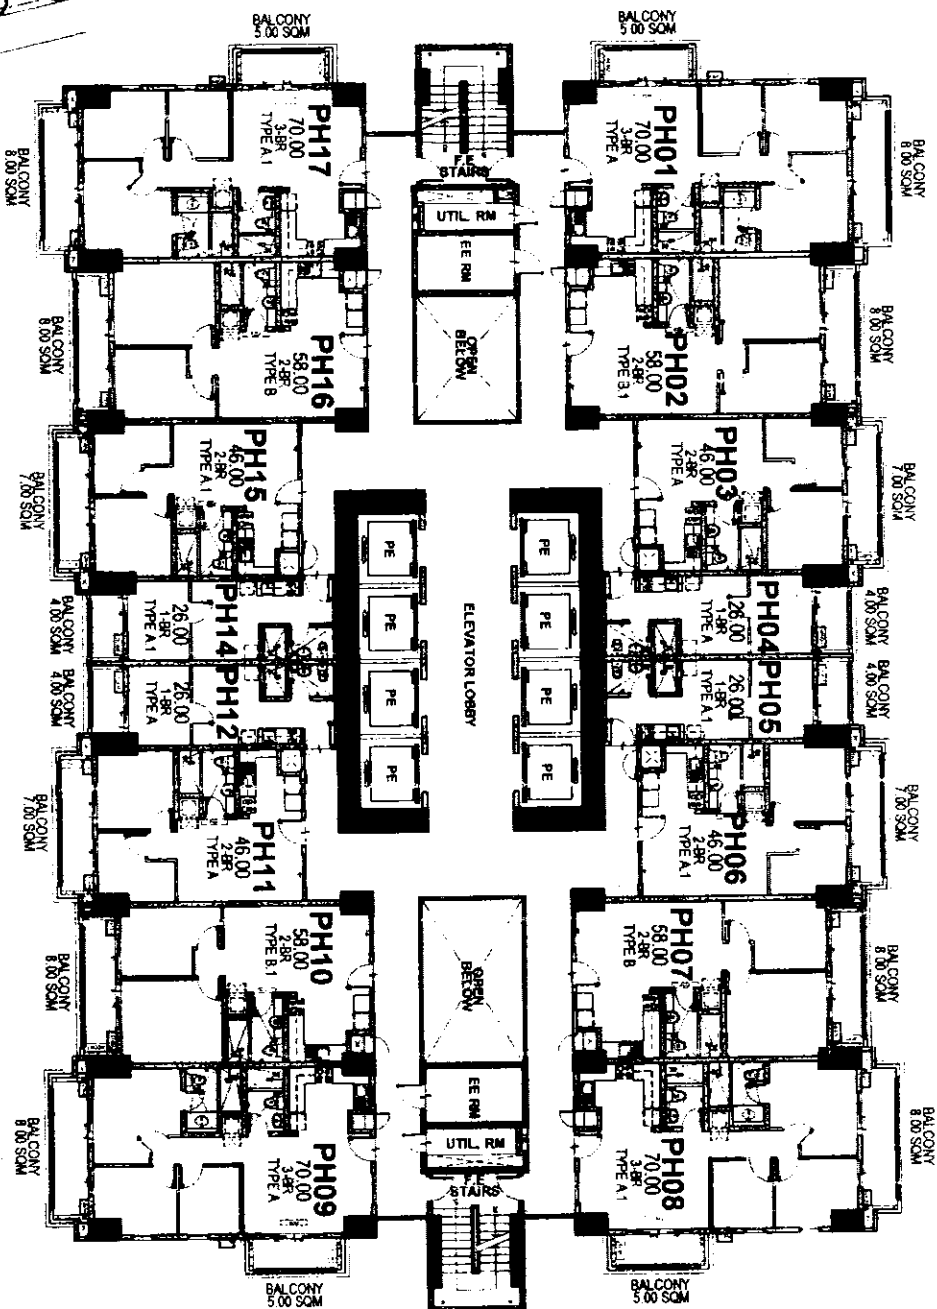 BALCONY
5.00 SQM
BALCONY
5.00 SQM
BALCONY
8.00 SQM
PH17
70.00
3-BR
TYPE A.1
F.E
STAIRS
PH01
70.00
3-BR
TYPE A
BALCONY
8.00 SQM
UTIL. RM
EE RM
BALCONY
8.00 SQM
PH16
58.00
2-BR
TYPE B
OPEN
BELOW
PH02
58.00
2-BR
TYPE B.1
BALCONY
8.00 SQM
BALCONY
7.00 SQM
PH15
46.00
2-BR
TYPE A.1
PH03
46.00
2-BR
TYPE A
BALCONY
7.00 SQM
PE
PE
BALCONY
4.00 SQM
PH14
26.00
1-BR
TYPE A.1
PE
ELEVATOR LOBBY
PE
PH04
26.00
1-BR
TYPE A
BALCONY
4.00 SQM
BALCONY
4.00 SQM
PH12
26.00
1-BR
TYPE A
PE
PE
PH05
26.00
1-BR
TYPE A.1
BALCONY
4.00 SQM
PE
PE
BALCONY
7.00 SQM
PH11
46.00
2-BR
TYPE A
PH06
46.00
2-BR
TYPE A.1
BALCONY
7.00 SQM
BALCONY
8.00 SQM
PH10
58.00
2-BR
TYPE B.1
OPEN
BELOW
PH07
58.00
2-BR
TYPE B
BALCONY
8.00 SQM
EE RM
UTIL. RM
BALCONY
8.00 SQM
PH09
70.00
3-BR
TYPE A
F.E
STAIRS
PH08
70.00
3-BR
TYPE A.1
BALCONY
8.00 SQM
BALCONY
5.00 SQM
BALCONY
5.00 SQM